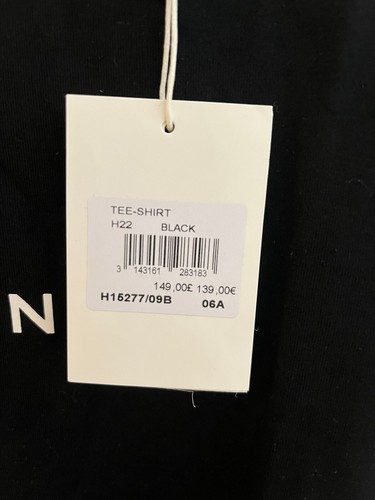 TEE-SHIRT
H22 BLACK
3 143161 283183
149,00£ 139,00€
H15277/09B 06A
N